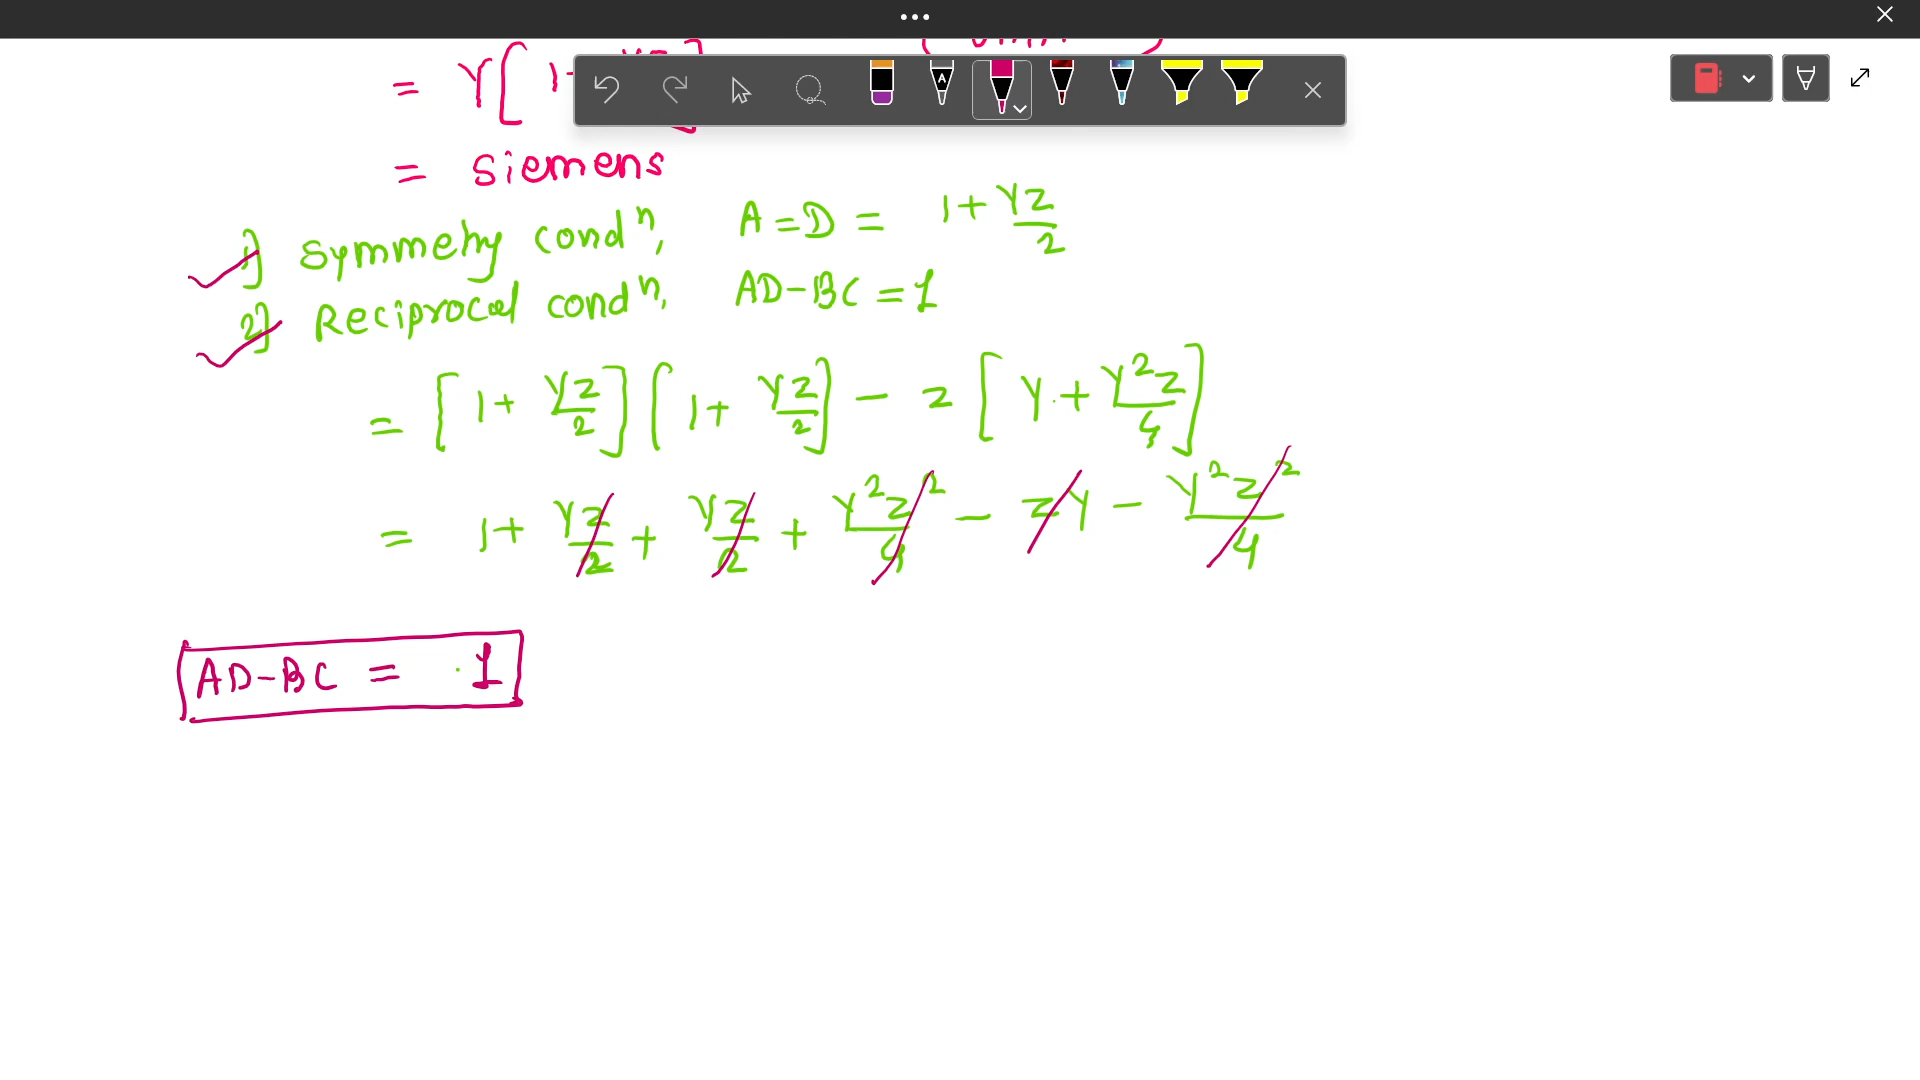 = Y[1+
= Siemens
1) Symmetry condⁿ, A=D = 1+ YZ/2
2) Reciprocal condⁿ, AD-BC = 1
= [1+ YZ/2] [1+ YZ/2] - Z [Y + Y²Z/4]
= 1+ YZ/2 + YZ/2 + Y²Z²/4 - ZY - Y²Z²/4
AD-BC = 1